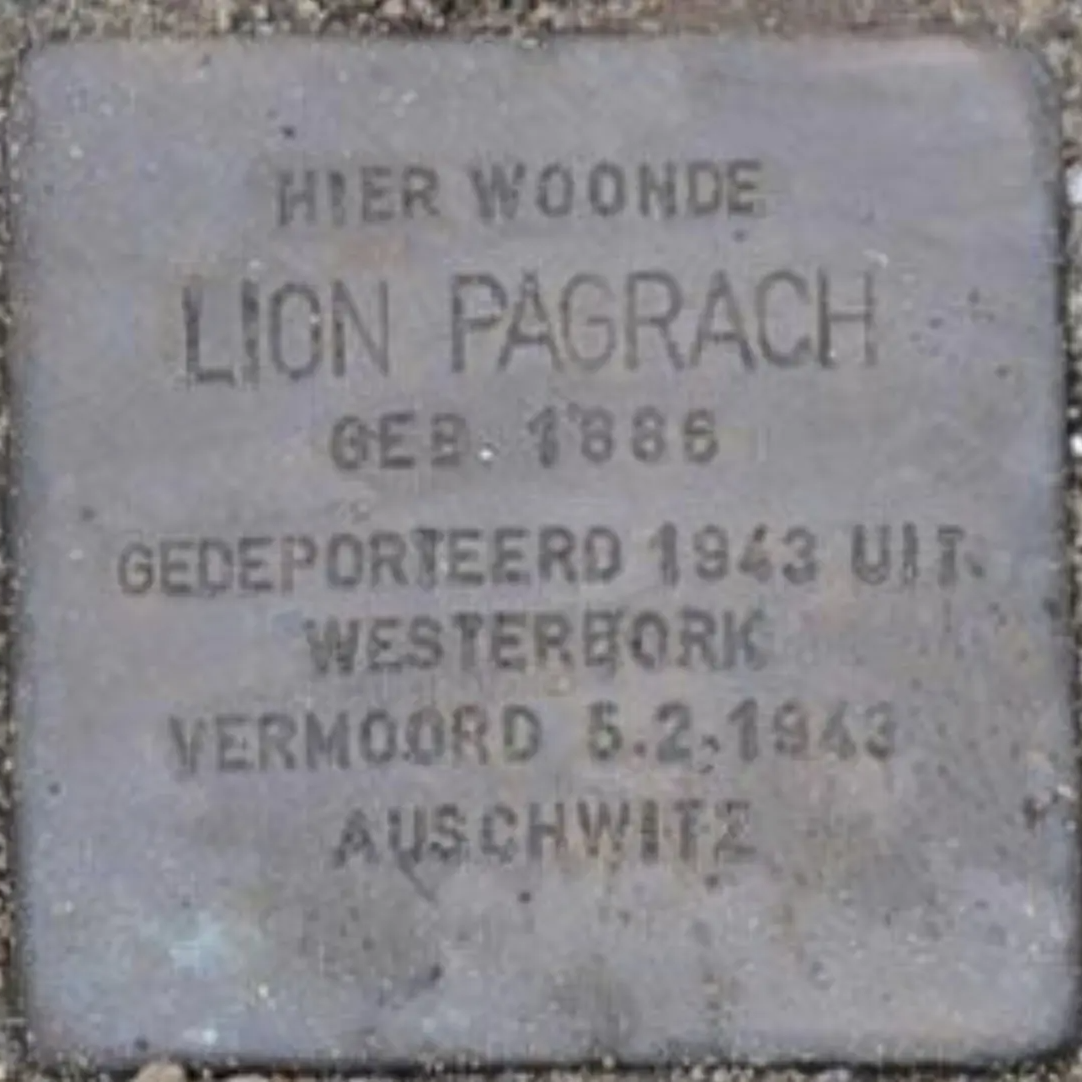 HIER WOONDE
LION PAGRACH
GEB. 1886
GEDEPORTEERD 1943 UIT
WESTERBORK
VERMOORD 5.2.1943
AUSCHWITZ